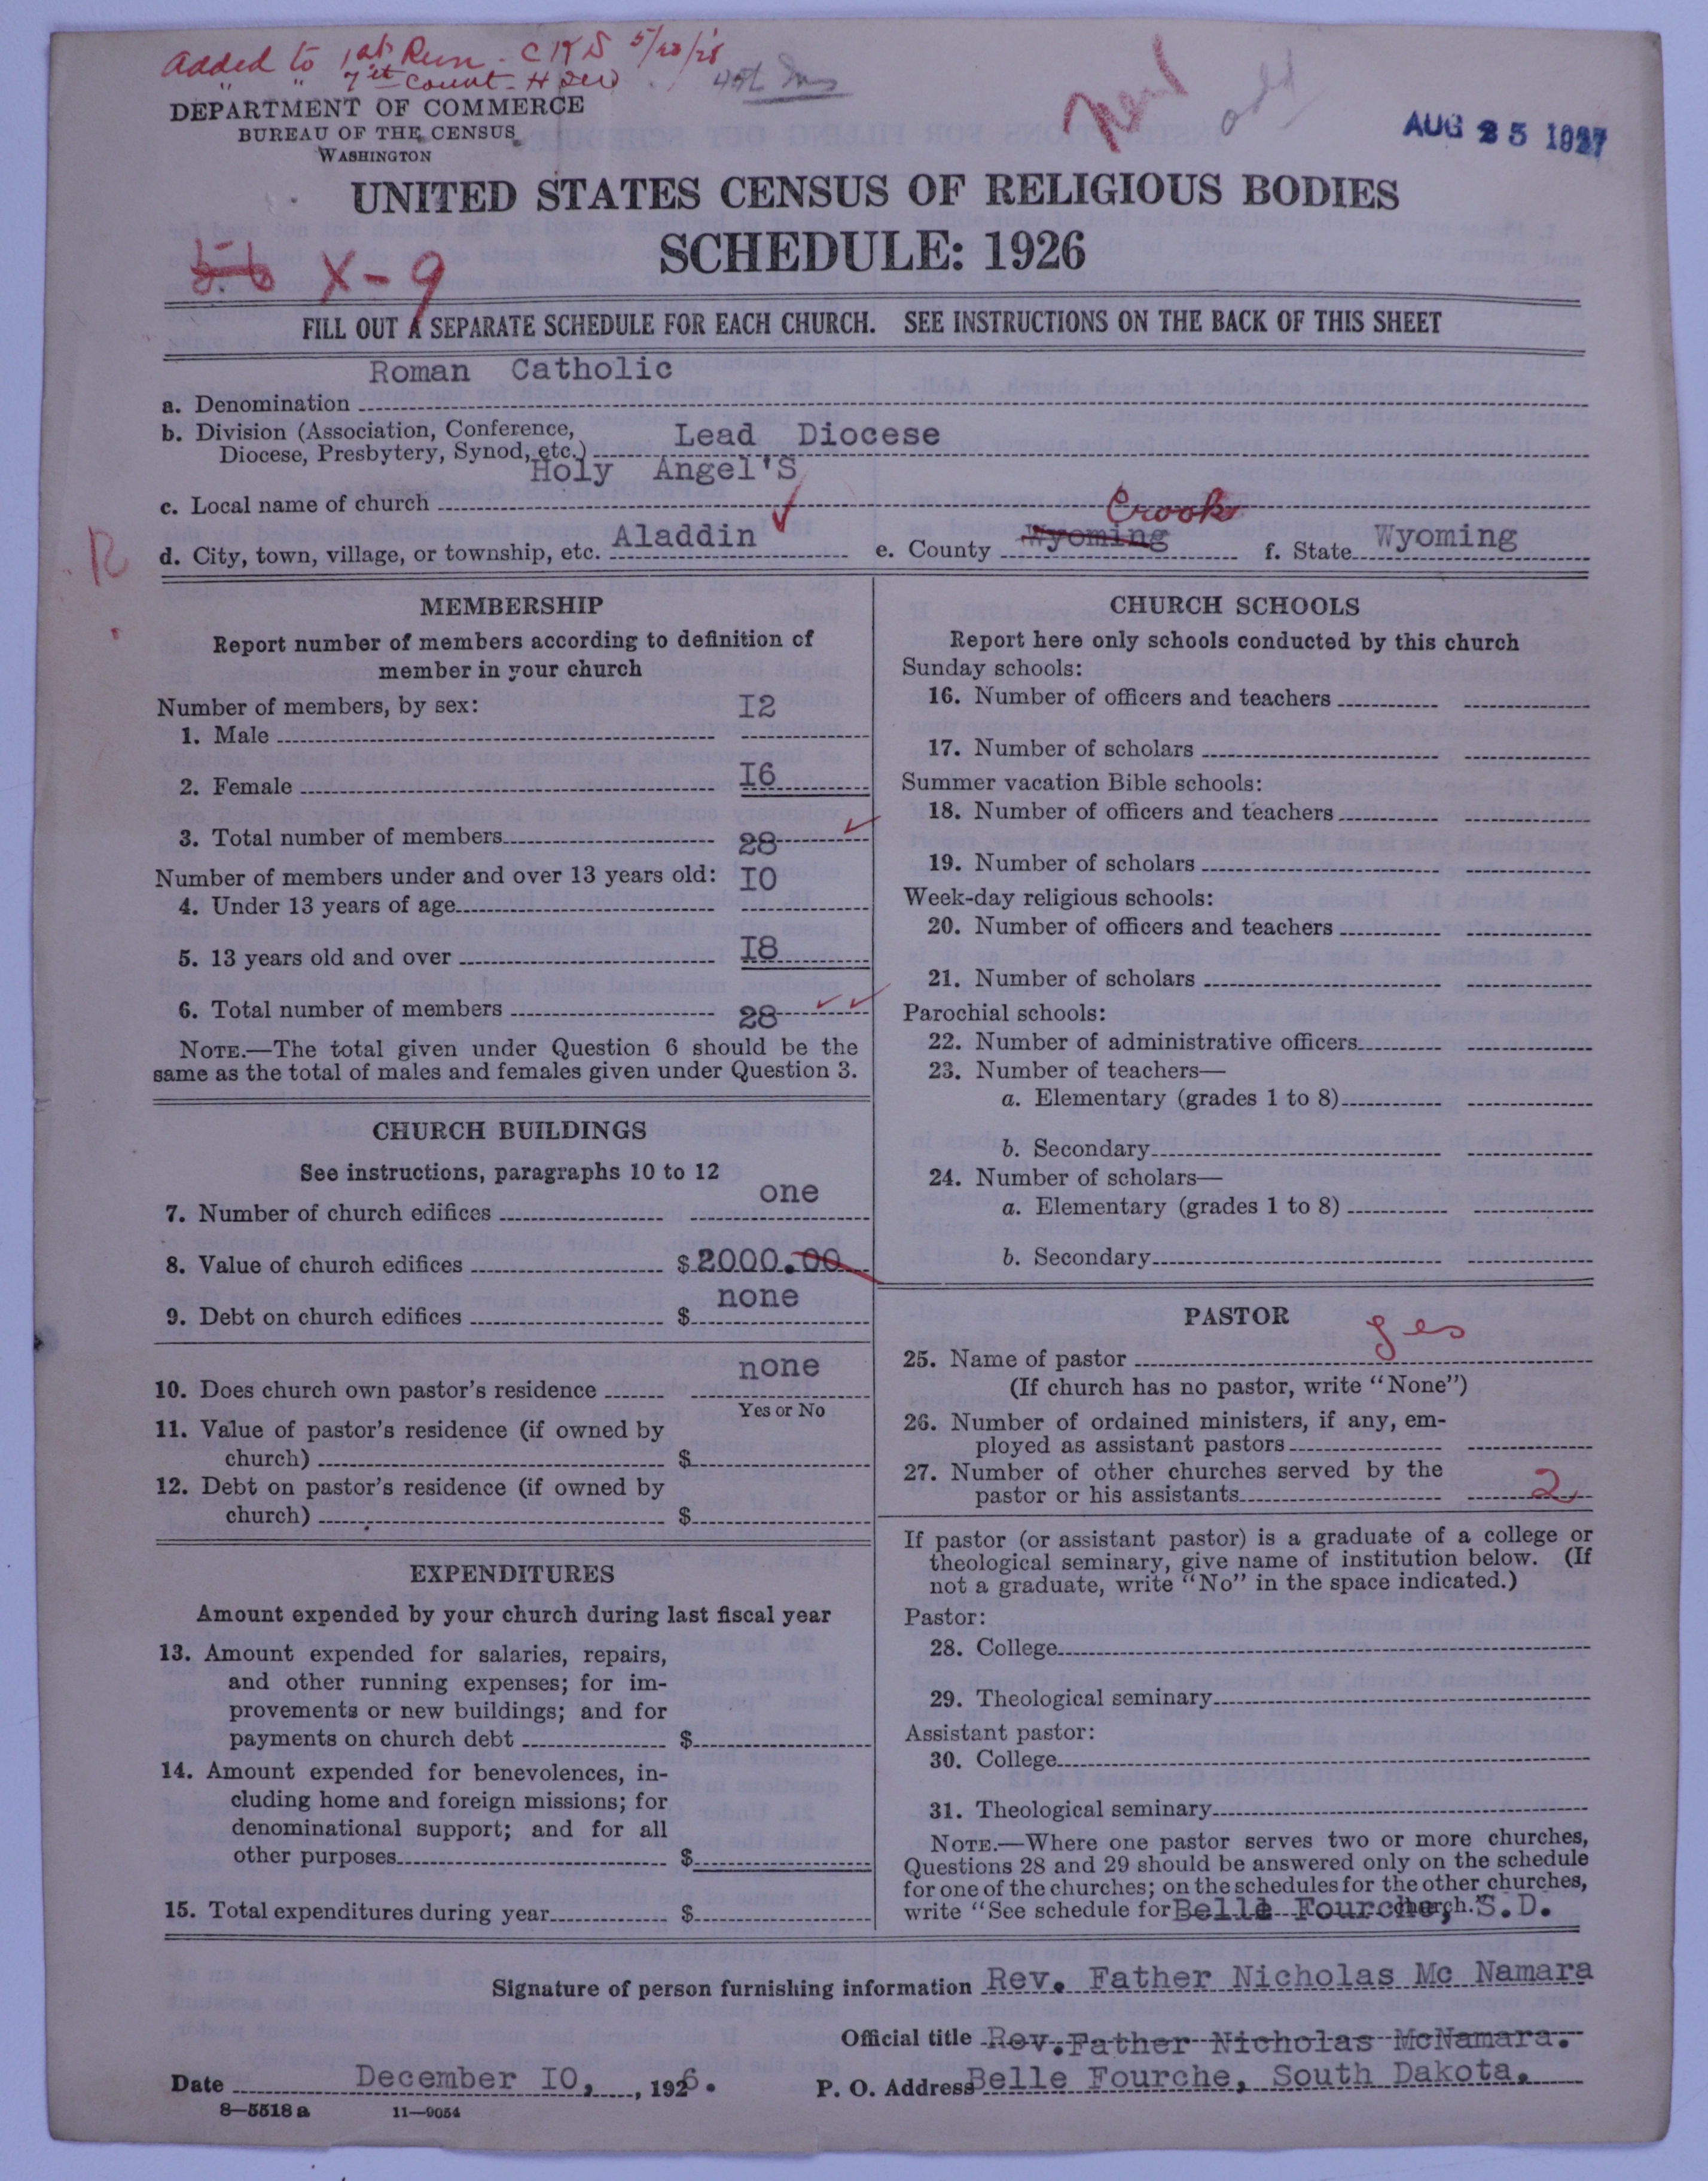 Added to 1st Run - C K S 5/23/28
" " 7th Count - H
DEPARTMENT OF COMMERCE
BUREAU OF THE CENSUS
WASHINGTON
New
odd
AUG 25 1927
UNITED STATES CENSUS OF RELIGIOUS BODIES
SCHEDULE: 1926
X-9
FILL OUT A SEPARATE SCHEDULE FOR EACH CHURCH. SEE INSTRUCTIONS ON THE BACK OF THIS SHEET
Roman Catholic
a. Denomination
b. Division (Association, Conference,
Diocese, Presbytery, Synod, etc.) Lead Diocese
Holy Angel'S
c. Local name of church
R
d. City, town, village, or township, etc. Aladdin e. County Wyoming Crook f. State Wyoming
MEMBERSHIP
Report number of members according to definition of
member in your church
Number of members, by sex:
1. Male I2
2. Female I6
3. Total number of members 28
Number of members under and over 13 years old:
4. Under 13 years of age I0
5. 13 years old and over I8
6. Total number of members 28
NOTE.—The total given under Question 6 should be the
same as the total of males and females given under Question 3.
CHURCH BUILDINGS
See instructions, paragraphs 10 to 12
7. Number of church edifices one
8. Value of church edifices $2000.00
9. Debt on church edifices $ none
10. Does church own pastor's residence none
Yes or No
11. Value of pastor's residence (if owned by
church) $
12. Debt on pastor's residence (if owned by
church) $
EXPENDITURES
Amount expended by your church during last fiscal year
13. Amount expended for salaries, repairs,
and other running expenses; for im-
provements or new buildings; and for
payments on church debt $
14. Amount expended for benevolences, in-
cluding home and foreign missions; for
denominational support; and for all
other purposes $
15. Total expenditures during year $
CHURCH SCHOOLS
Report here only schools conducted by this church
Sunday schools:
16. Number of officers and teachers
17. Number of scholars
Summer vacation Bible schools:
18. Number of officers and teachers
19. Number of scholars
Week-day religious schools:
20. Number of officers and teachers
21. Number of scholars
Parochial schools:
22. Number of administrative officers
23. Number of teachers—
a. Elementary (grades 1 to 8)
b. Secondary
24. Number of scholars—
a. Elementary (grades 1 to 8)
b. Secondary
PASTOR
25. Name of pastor yes
(If church has no pastor, write "None")
26. Number of ordained ministers, if any, em-
ployed as assistant pastors
27. Number of other churches served by the
pastor or his assistants 2
If pastor (or assistant pastor) is a graduate of a college or
theological seminary, give name of institution below. (If
not a graduate, write "No" in the space indicated.)
Pastor:
28. College
29. Theological seminary
Assistant pastor:
30. College
31. Theological seminary
NOTE.—Where one pastor serves two or more churches,
Questions 28 and 29 should be answered only on the schedule
for one of the churches; on the schedules for the other churches,
write "See schedule for Belle Fourche, S.D. church."
Signature of person furnishing information Rev. Father Nicholas Mc Namara
Official title Rev. Father Nicholas McNamara.
Date December I0, , 1926. P. O. Address Belle Fourche, South Dakota.
8—5518 a 11—9054